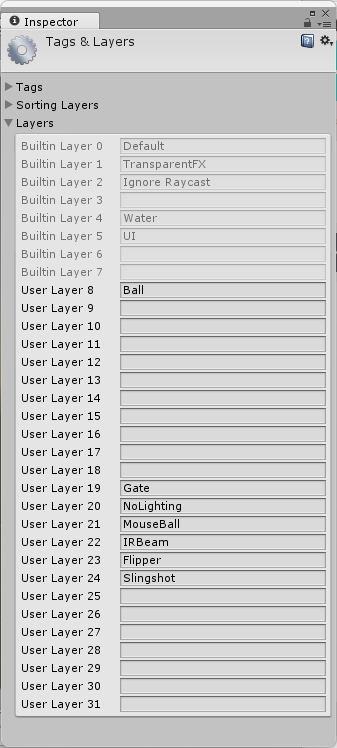 Inspector
Tags & Layers
Tags
Sorting Layers
Layers
Builtin Layer 0 Default
Builtin Layer 1 TransparentFX
Builtin Layer 2 Ignore Raycast
Builtin Layer 3
Builtin Layer 4 Water
Builtin Layer 5 UI
Builtin Layer 6
Builtin Layer 7
User Layer 8 Ball
User Layer 9
User Layer 10
User Layer 11
User Layer 12
User Layer 13
User Layer 14
User Layer 15
User Layer 16
User Layer 17
User Layer 18
User Layer 19 Gate
User Layer 20 NoLighting
User Layer 21 MouseBall
User Layer 22 IRBeam
User Layer 23 Flipper
User Layer 24 Slingshot
User Layer 25
User Layer 26
User Layer 27
User Layer 28
User Layer 29
User Layer 30
User Layer 31